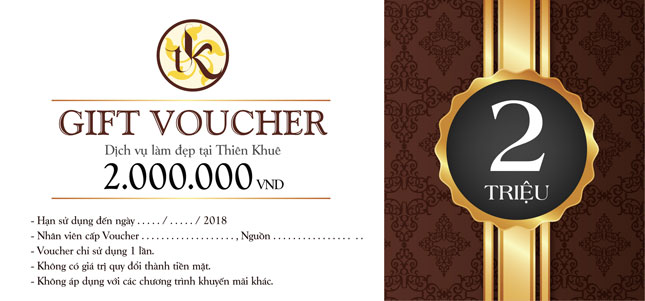 tk
GIFT VOUCHER
Dịch vụ làm đẹp tại Thiên Khuê
2.000.000 VND
- Hạn sử dụng đến ngày . . . . . / . . . . . / 2018
- Nhân viên cấp Voucher . . . . . . . . . . . . . . . . . . , Nguồn . . . . . . . . . . . . . . . . . .
- Voucher chỉ sử dụng 1 lần.
- Không có giá trị quy đổi thành tiền mặt.
- Không áp dụng với các chương trình khuyến mãi khác.
2
TRIỆU